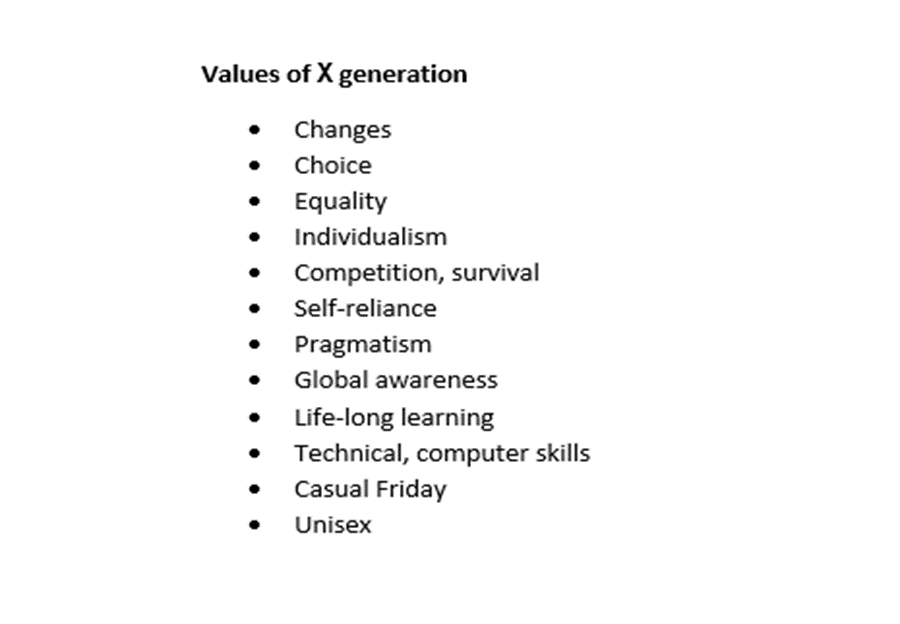 Values of X generation
• Changes
• Choice
• Equality
• Individualism
• Competition, survival
• Self-reliance
• Pragmatism
• Global awareness
• Life-long learning
• Technical, computer skills
• Casual Friday
• Unisex